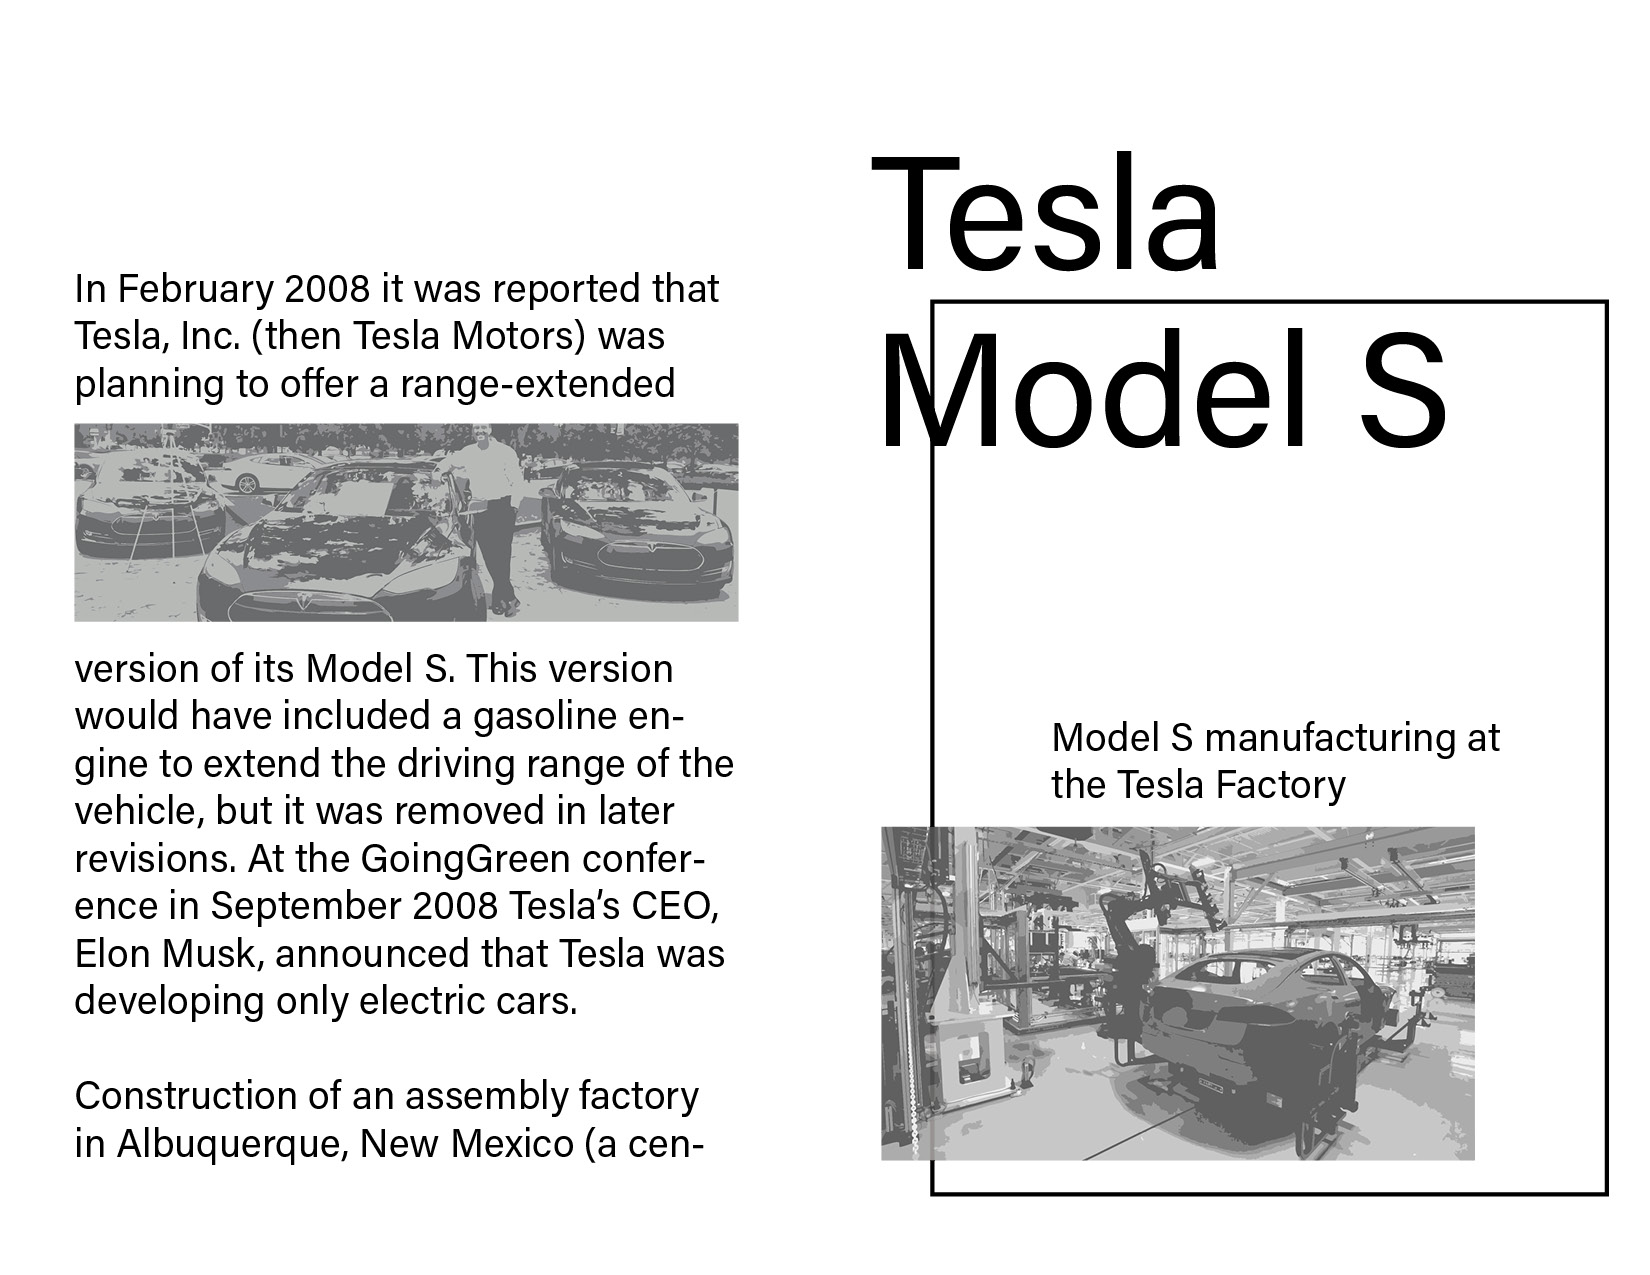 In February 2008 it was reported that
Tesla, Inc. (then Tesla Motors) was
planning to offer a range-extended
version of its Model S. This version
would have included a gasoline en-
gine to extend the driving range of the
vehicle, but it was removed in later
revisions. At the GoingGreen confer-
ence in September 2008 Tesla’s CEO,
Elon Musk, announced that Tesla was
developing only electric cars.
Construction of an assembly factory
in Albuquerque, New Mexico (a cen-
Tesla
Model S
Model S manufacturing at
the Tesla Factory